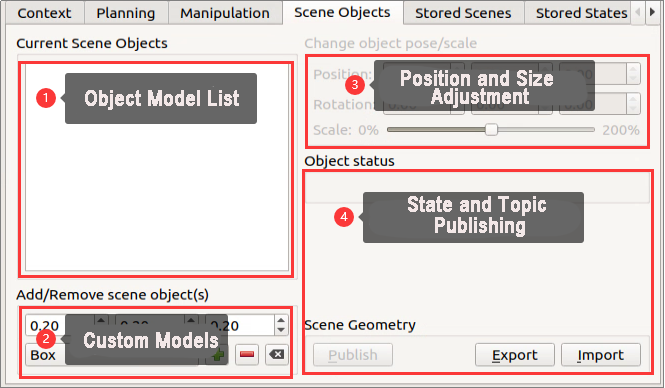 Context Planning Manipulation Scene Objects Stored Scenes Stored States
Current Scene Objects
1 Object Model List
Add/Remove scene object(s)
0.20 0.20
2 Custom Models
Box
Change object pose/scale
Position:
3 Position and Size
Adjustment
Rotation:
Scale: 0% 200%
Object status
4 State and Topic
Publishing
Scene Geometry
Publish Export Import